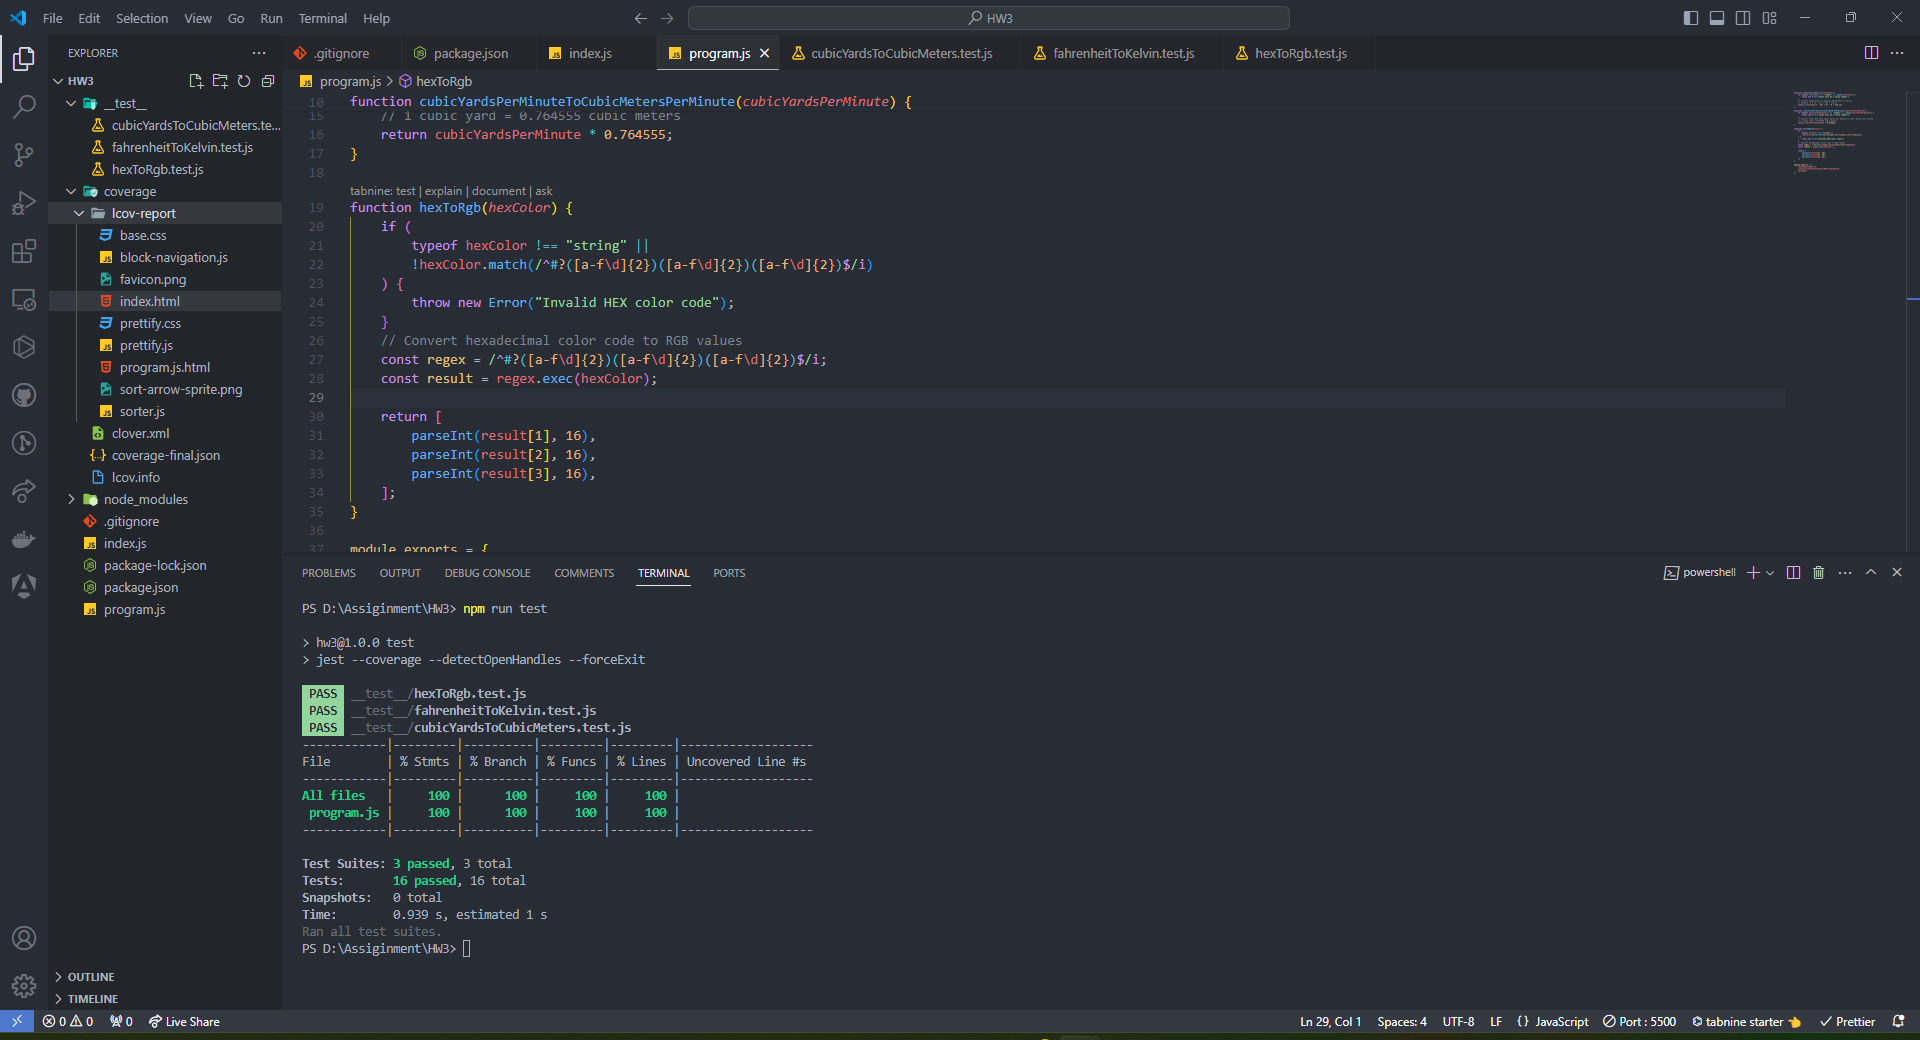 File Edit Selection View Go Run Terminal Help
HW3
EXPLORER
HW3
__test__
cubicYardsToCubicMeters.te...
fahrenheitToKelvin.test.js
hexToRgb.test.js
coverage
lcov-report
base.css
block-navigation.js
favicon.png
index.html
prettify.css
prettify.js
program.js.html
sort-arrow-sprite.png
sorter.js
clover.xml
coverage-final.json
lcov.info
node_modules
.gitignore
index.js
package-lock.json
package.json
program.js
OUTLINE
TIMELINE
.gitignore package.json index.js program.js cubicYardsToCubicMeters.test.js fahrenheitToKelvin.test.js hexToRgb.test.js
program.js > hexToRgb
10 function cubicYardsPerMinuteToCubicMetersPerMinute(cubicYardsPerMinute) {
15 // 1 cubic yard = 0.764555 cubic meters
16 return cubicYardsPerMinute * 0.764555;
17 }
18
tabnine: test | explain | document | ask
19 function hexToRgb(hexColor) {
20 if (
21 typeof hexColor !== "string" ||
22 !hexColor.match(/^#?([a-f\d]{2})([a-f\d]{2})([a-f\d]{2})$/i)
23 ) {
24 throw new Error("Invalid HEX color code");
25 }
26 // Convert hexadecimal color code to RGB values
27 const regex = /^#?([a-f\d]{2})([a-f\d]{2})([a-f\d]{2})$/i;
28 const result = regex.exec(hexColor);
29
30 return [
31 parseInt(result[1], 16),
32 parseInt(result[2], 16),
33 parseInt(result[3], 16),
34 ];
35 }
36
37 module.exports = {
PROBLEMS OUTPUT DEBUG CONSOLE COMMENTS TERMINAL PORTS
powershell
PS D:\Assiginment\HW3> npm run test
> hw3@1.0.0 test
> jest --coverage --detectOpenHandles --forceExit
PASS __test__/hexToRgb.test.js
PASS __test__/fahrenheitToKelvin.test.js
PASS __test__/cubicYardsToCubicMeters.test.js
------------|---------|----------|---------|---------|-------------------
File | % Stmts | % Branch | % Funcs | % Lines | Uncovered Line #s
------------|---------|----------|---------|---------|-------------------
All files | 100 | 100 | 100 | 100 |
program.js | 100 | 100 | 100 | 100 |
------------|---------|----------|---------|---------|-------------------
Test Suites: 3 passed, 3 total
Tests: 16 passed, 16 total
Snapshots: 0 total
Time: 0.939 s, estimated 1 s
Ran all test suites.
PS D:\Assiginment\HW3>
0 0 0 Live Share
Ln 29, Col 1 Spaces: 4 UTF-8 LF {} JavaScript Port : 5500 tabnine starter Prettier